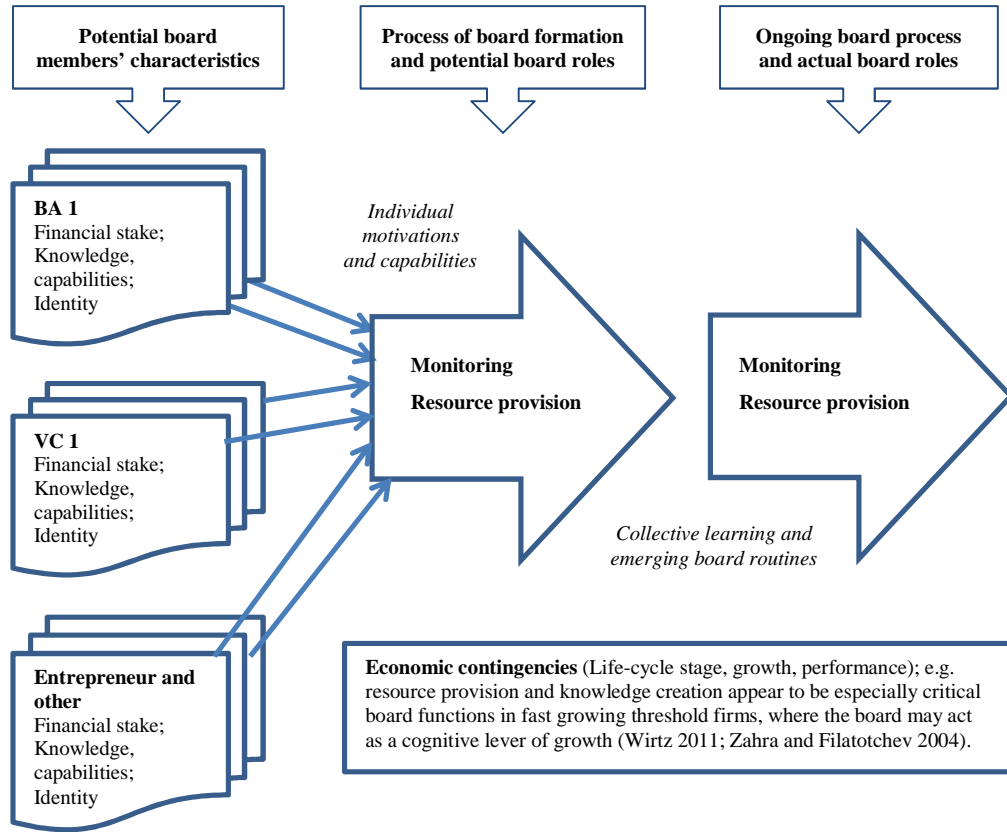 Potential board
members’ characteristics
Process of board formation
and potential board roles
Ongoing board process
and actual board roles
BA 1
Financial stake;
Knowledge,
capabilities;
Identity
Individual
motivations
and capabilities
Monitoring
Resource provision
Monitoring
Resource provision
VC 1
Financial stake;
Knowledge,
capabilities;
Identity
Collective learning and
emerging board routines
Entrepreneur and
other
Financial stake;
Knowledge,
capabilities;
Identity
Economic contingencies (Life-cycle stage, growth, performance); e.g.
resource provision and knowledge creation appear to be especially critical
board functions in fast growing threshold firms, where the board may act
as a cognitive lever of growth (Wirtz 2011; Zahra and Filatotchev 2004).